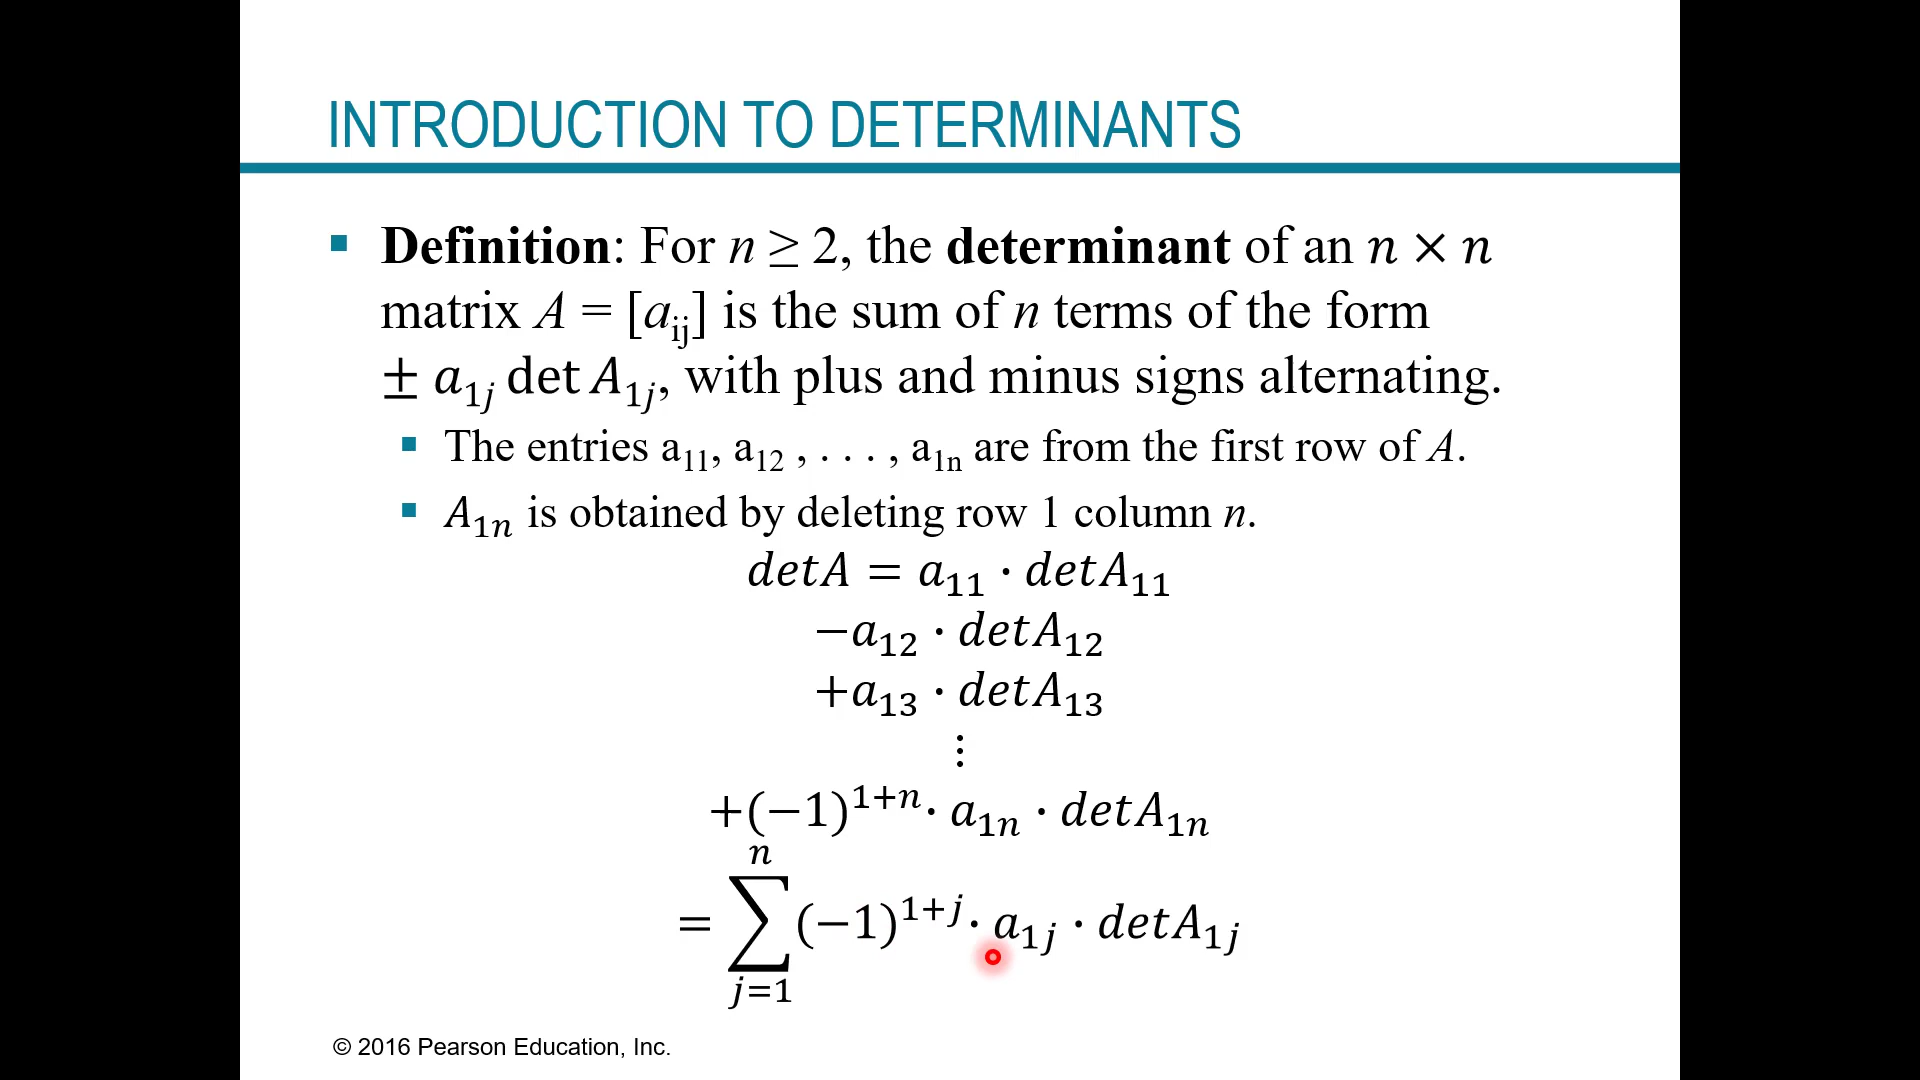 INTRODUCTION TO DETERMINANTS
▪ Definition: For n ≥ 2, the determinant of an n × n
matrix A = [a_ij] is the sum of n terms of the form
± a_1j det A_1j, with plus and minus signs alternating.
▪ The entries a_11, a_12 , . . . , a_1n are from the first row of A.
▪ A_1n is obtained by deleting row 1 column n.
detA = a_11 · detA_11
−a_12 · detA_12
+a_13 · detA_13
⋮
+(−1)^{1+n} · a_1n · detA_1n
= ∑_{j=1}^{n} (−1)^{1+j} · a_1j · detA_1j
© 2016 Pearson Education, Inc.